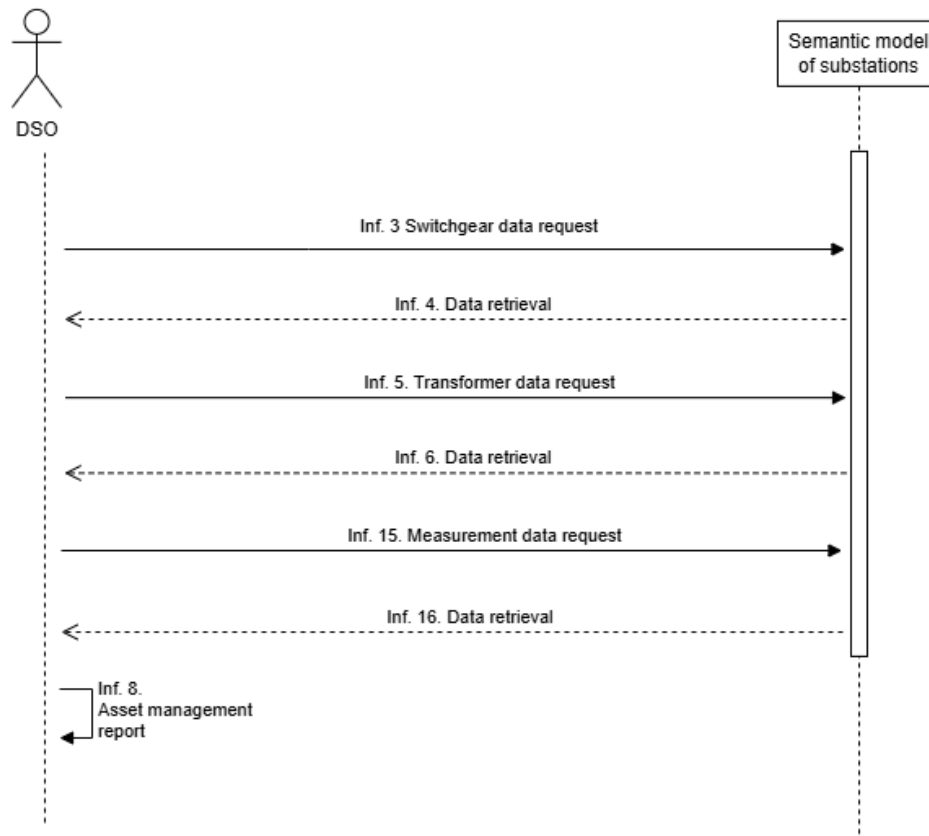 Semantic model
of substations
DSO
Inf. 3 Switchgear data request
Inf. 4. Data retrieval
Inf. 5. Transformer data request
Inf. 6. Data retrieval
Inf. 15. Measurement data request
Inf. 16. Data retrieval
Inf. 8.
Asset management
report